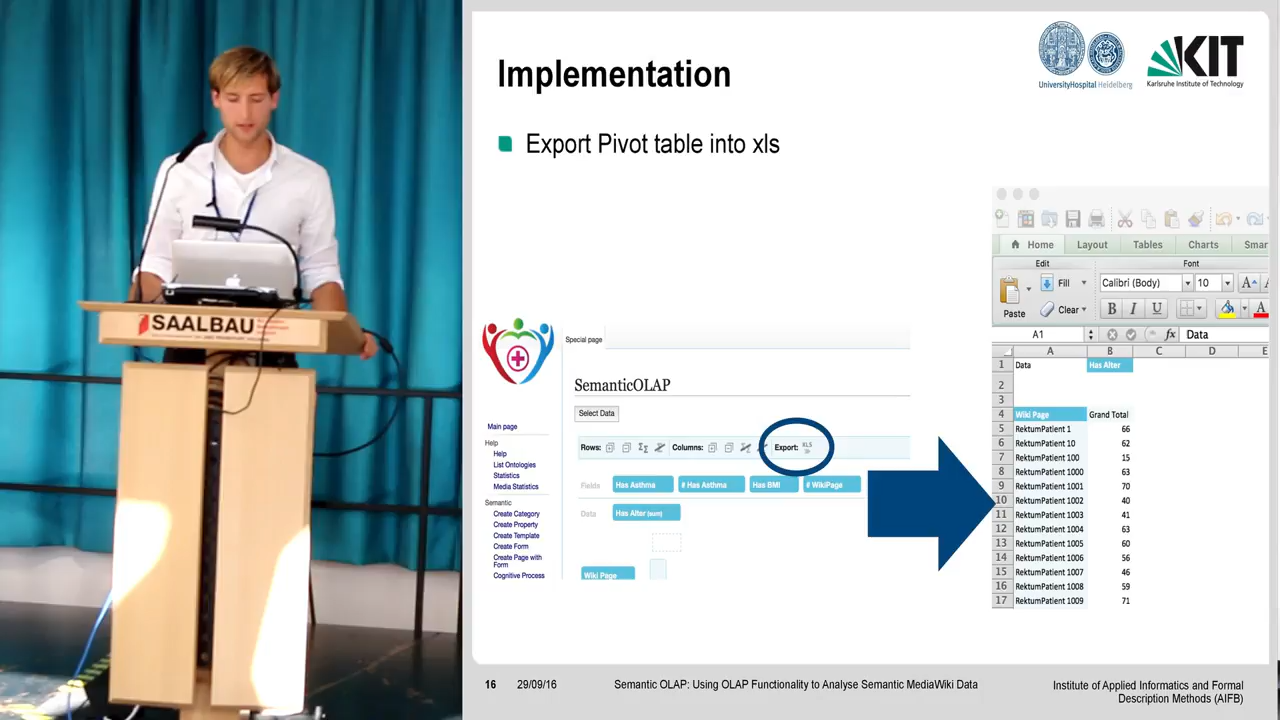 Implementation
UniversityHospital Heidelberg
KIT
Karlsruhe Institute of Technology
Export Pivot table into xls
SAALBAU
Special page
SemanticOLAP
Select Data
Rows:
Columns:
Export:
XLS
Fields
Has Asthma
# Has Asthma
Has BMI
# WikiPage
Data
Has Alter (sum)
Wiki Page
Main page
Help
Help
List Ontologies
Statistics
Media Statistics
Semantic
Create Category
Create Property
Create Template
Create Form
Create Page with
Form
Cognitive Process
Home Layout Tables Charts Smar
Edit Font
Fill Calibri (Body) 10
Paste Clear B I U
A1 fx Data
A B C D E
1 Data Has Alter
2
3
4 Wiki Page Grand Total
5 RektumPatient 1 66
6 RektumPatient 10 62
7 RektumPatient 100 15
8 RektumPatient 1000 63
9 RektumPatient 1001 70
10 RektumPatient 1002 40
11 RektumPatient 1003 41
12 RektumPatient 1004 63
13 RektumPatient 1005 60
14 RektumPatient 1006 56
15 RektumPatient 1007 46
16 RektumPatient 1008 59
17 RektumPatient 1009 71
16 29/09/16 Semantic OLAP: Using OLAP Functionality to Analyse Semantic MediaWiki Data
Institute of Applied Informatics and Formal
Description Methods (AIFB)